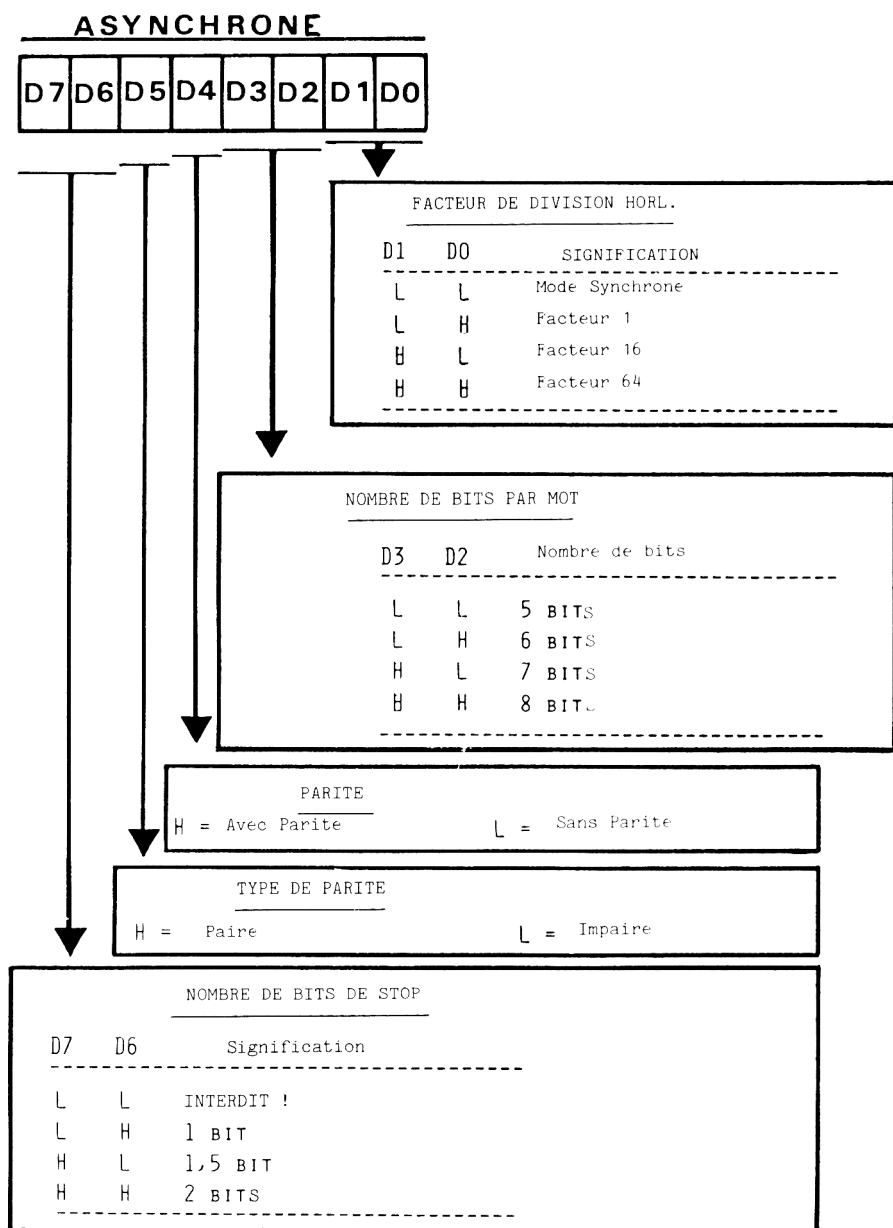 ASYNCHRONE
D7 D6 D5 D4 D3 D2 D1 D0
FACTEUR DE DIVISION HORL.
D1 D0 SIGNIFICATION
L L Mode Synchrone
L H Facteur 1
H L Facteur 16
H H Facteur 64
NOMBRE DE BITS PAR MOT
D3 D2 Nombre de bits
L L 5 BITS
L H 6 BITS
H L 7 BITS
H H 8 BIT
PARITE
H = Avec Parite L = Sans Parite
TYPE DE PARITE
H = Paire L = Impaire
NOMBRE DE BITS DE STOP
D7 D6 Signification
L L INTERDIT !
L H 1 BIT
H L 1,5 BIT
H H 2 BITS